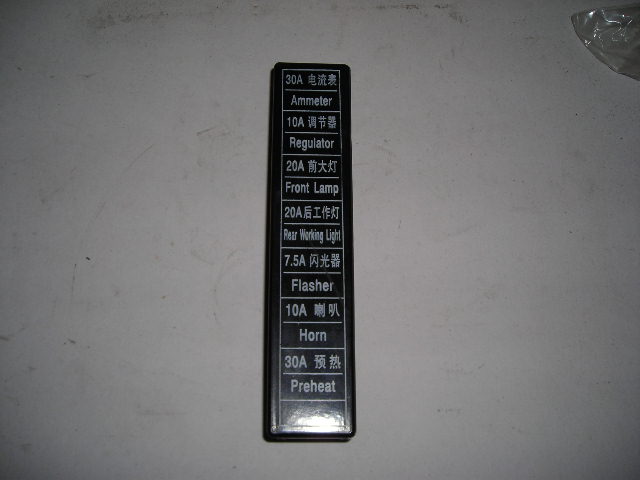 30A 电流表
Ammeter
10A 调节器
Regulator
20A 前大灯
Front Lamp
20A后工作灯
Rear Working Light
7.5A 闪光器
Flasher
10A 喇叭
Horn
30A 预热
Preheat